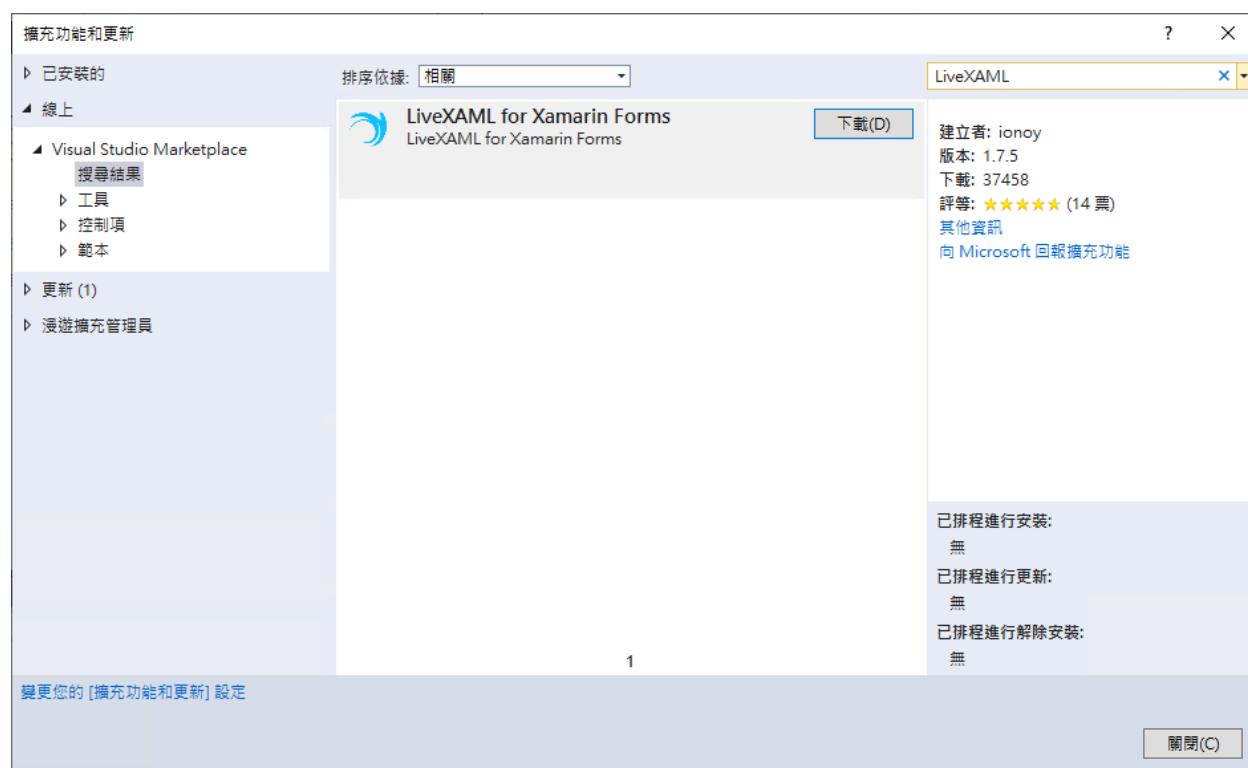 擴充功能和更新
?
已安裝的
線上
Visual Studio Marketplace
搜尋結果
工具
控制項
範本
更新 (1)
漫遊擴充管理員
排序依據: 相關
LiveXAML for Xamarin Forms
LiveXAML for Xamarin Forms
下載(D)
LiveXAML
建立者: ionoy
版本: 1.7.5
下載: 37458
評等: ★★★★★ (14 票)
其他資訊
向 Microsoft 回報擴充功能
已排程進行安裝:
無
已排程進行更新:
無
已排程進行解除安裝:
無
1
變更您的 [擴充功能和更新] 設定
關閉(C)